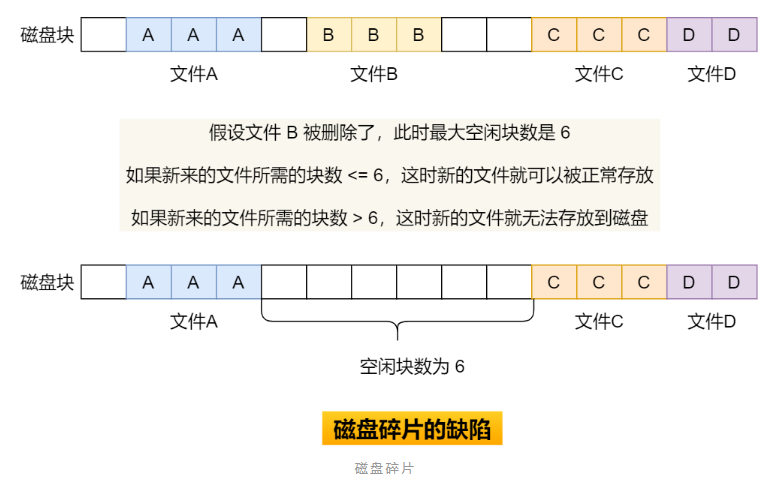 磁盘块 A A A B B B C C C D D
文件A 文件B 文件C 文件D
假设文件 B 被删除了，此时最大空闲块数是 6
如果新来的文件所需的块数 <= 6，这时新的文件就可以被正常存放
如果新来的文件所需的块数 > 6，这时新的文件就无法存放到磁盘
磁盘块 A A A C C C D D
文件A 文件C 文件D
空闲块数为 6
磁盘碎片的缺陷
磁盘碎片